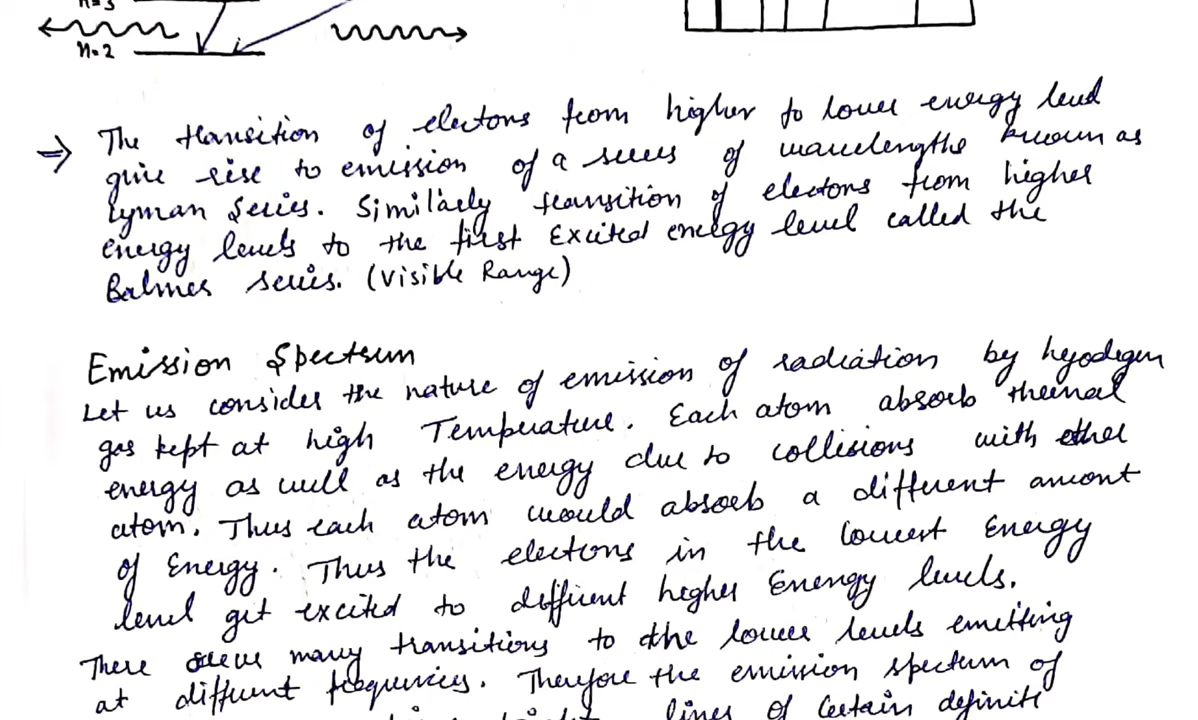 n=3
n=2
⇒ The transition of electons from higher to lower energy level
give rise to emission of a series of wavelengths known as
Lyman Series. Similarly transition of electons from higher
energy levels to the first Excited energy level called the
Balmer series. (Visible Range)
Emission Spectrum
Let us consider the nature of emission of radiation by hyodrgen
gas kept at high Temperature. Each atom absorb thermal
energy as well as the energy due to collisions with other
atom. Thus each atom would absorb a different amont
of Energy. Thus the electons in the lowest Energy
level get excited to diffirent higher Energy levels.
There many transitions to the lower levels emitting
at different frequencies. Therefore the emission spectrum of
lines of Certain definite